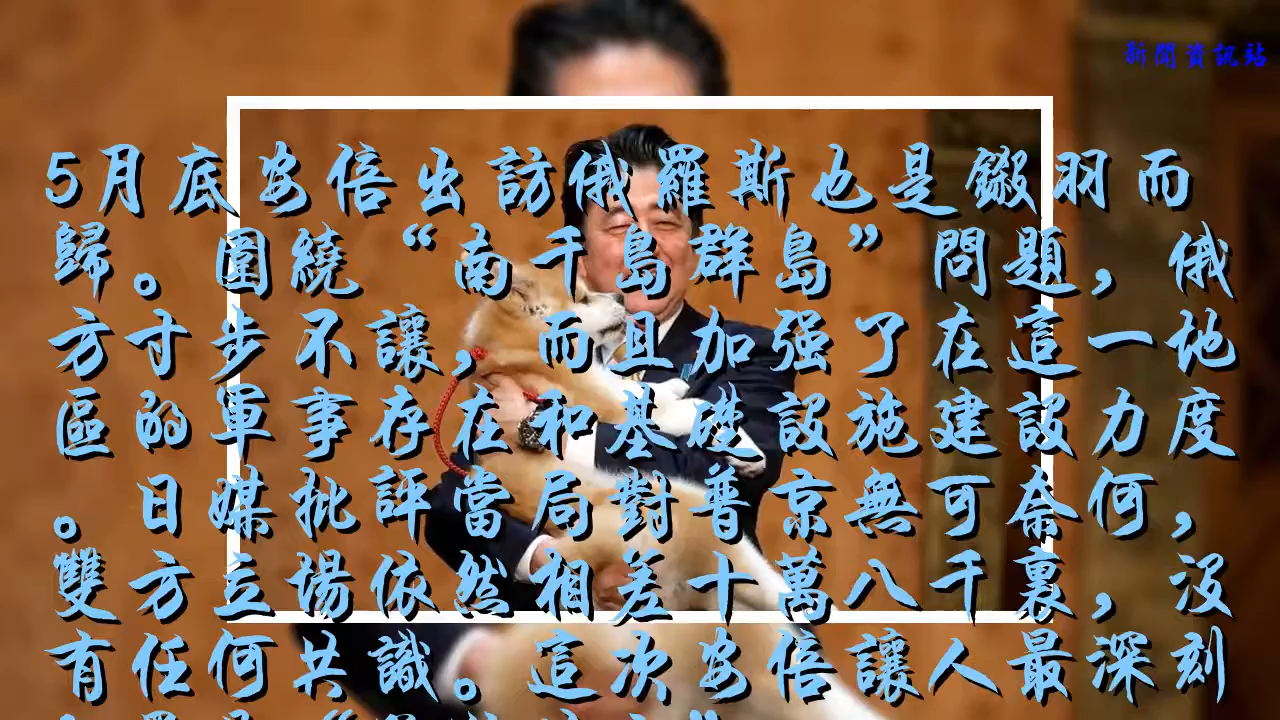 新聞資訊站
5月底安倍出訪俄羅斯也是鎩羽而
歸。圍繞“南千島群島”問題，俄
方寸步不讓，而且加强了在這一地
區的軍事存在和基礎設施建設力度
。日媒批評當局對普京無可奈何，
雙方立場依然相差十萬八千裏，没
有任何共識。這次安倍讓人最深刻